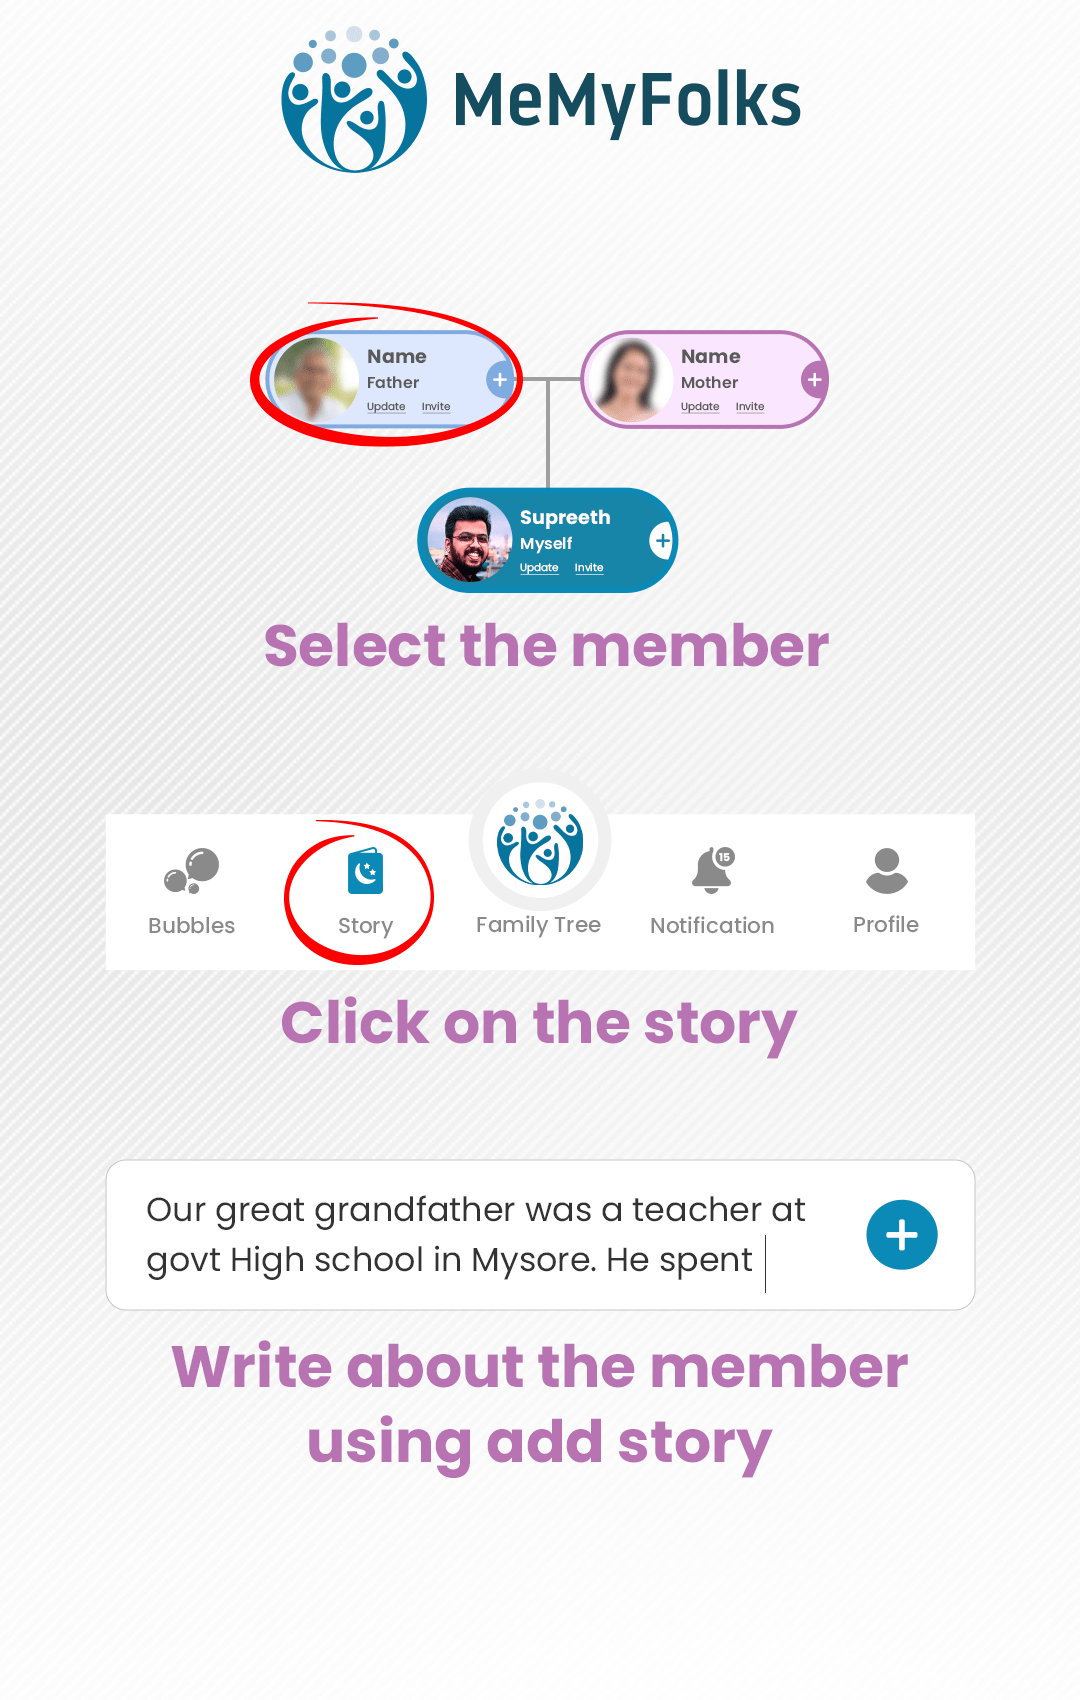 MeMyFolks
Name
Father
Update Invite
Name
Mother
Update Invite
Supreeth
Myself
Update Invite
Select the member
15
Bubbles Story Family Tree Notification Profile
Click on the story
Our great grandfather was a teacher at
govt High school in Mysore. He spent
Write about the member
using add story